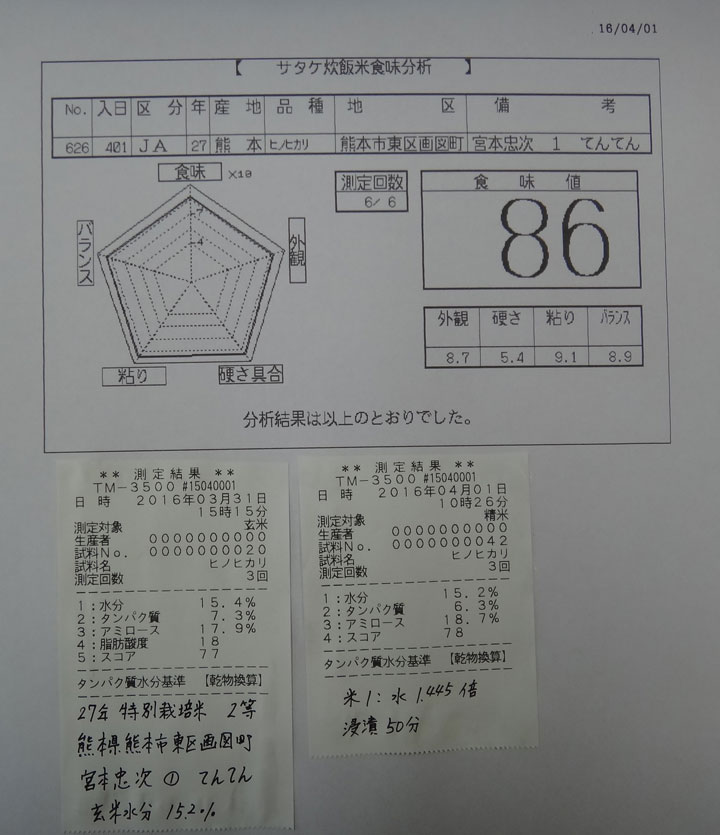 16/04/01
【 サタケ炊飯米食味分析 】
No. 入日 区分 年 産地 品種 地区 備考
626 401 JA 27 熊本 ヒノヒカリ 熊本市東区画図町 宮本忠次 1 てんてん
食味 ×10
7
4
バランス
外観
粘り
硬さ具合
測定回数
6/ 6
食味値
86
外観 硬さ 粘り バランス
8.7 5.4 9.1 8.9
分析結果は以上のとおりでした。
** 測定結果 **
TM-3500 #15040001
日 時 2016年03月31日
15時15分
測定対象 玄米
生産者 0000000000
試料No. 0000000020
試料名 ヒノヒカリ
測定回数 3回
1:水分 15.4%
2:タンパク質 7.3%
3:アミロース 17.9%
4:脂肪酸度 18
5:スコア 77
タンパク質水分基準 【乾物換算】
27年 特別栽培米 2等
熊本県熊本市東区画図町
宮本忠次 ① てんてん
玄米水分 15.2%
** 測定結果 **
TM-3500 #15040001
日 時 2016年04月01日
10時26分
測定対象 精米
生産者 0000000000
試料No. 0000000042
試料名 ヒノヒカリ
測定回数 3回
1:水分 15.2%
2:タンパク質 6.3%
3:アミロース 18.7%
4:スコア 78
タンパク質水分基準 【乾物換算】
米1:水1.445倍
浸漬50分